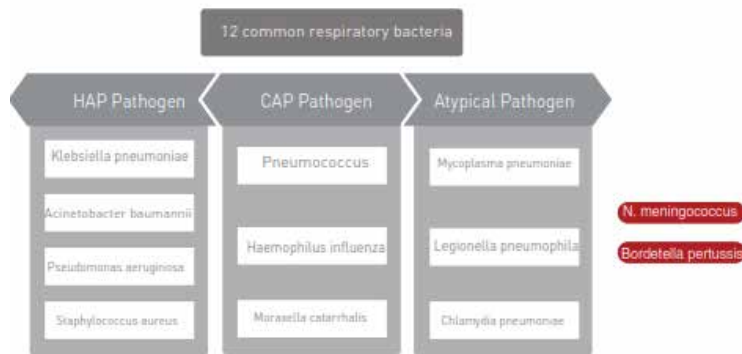 12 common respiratory bacteria
HAP Pathogen
CAP Pathogen
Atypical Pathogen
Klebsiella pneumoniae
Acinetobacter baumannii
Pseudomonas aeruginosa
Staphylococcus aureus
Pneumococcus
Haemophilus influenza
Moraxella catarrhalis
Mycoplasma pneumoniae
Legionella pneumophila
Chlamydia pneumoniae
N. meningococcus
Bordetella pertussis